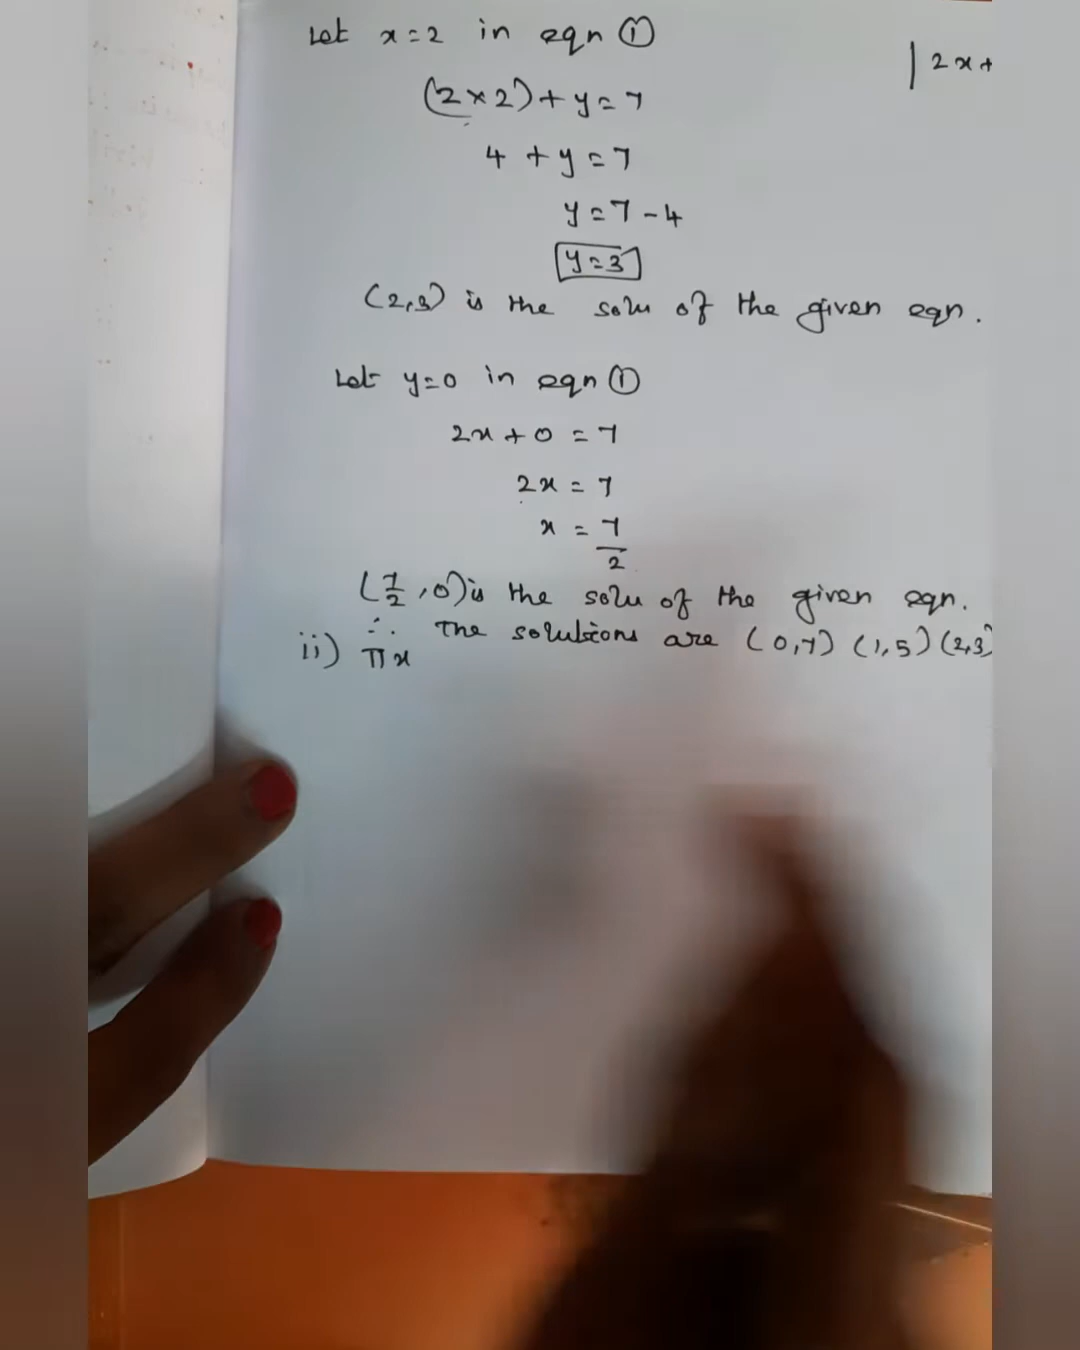 Let x=2 in eqn ①
| 2x+
(2×2)+y=7
4 + y = 7
y=7-4
y=3
(2,3) is the solu of the given eqn.
Let y=0 in eqn ①
2x+0 = 7
2x = 7
x = 7/2
(7/2,0) is the solu of the given eqn.
∴ The solutions are (0,7) (1,5) (2,3)
ii) πx